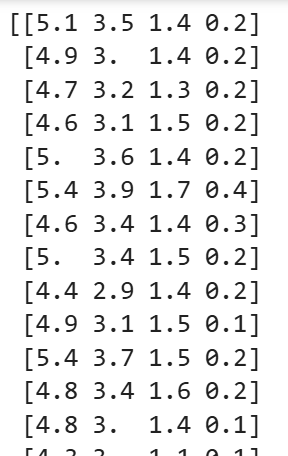 [[5.1 3.5 1.4 0.2]
[4.9 3.  1.4 0.2]
[4.7 3.2 1.3 0.2]
[4.6 3.1 1.5 0.2]
[5.  3.6 1.4 0.2]
[5.4 3.9 1.7 0.4]
[4.6 3.4 1.4 0.3]
[5.  3.4 1.5 0.2]
[4.4 2.9 1.4 0.2]
[4.9 3.1 1.5 0.1]
[5.4 3.7 1.5 0.2]
[4.8 3.4 1.6 0.2]
[4.8 3.  1.4 0.1]